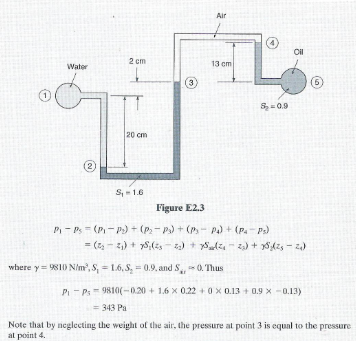 Air
Water
2 cm
13 cm
4
Oil
1
3
5
S₂ = 0.9
20 cm
2
S₁ = 1.6
Figure E2.3
p₁ − p₅ = (p₁ − p₂) + (p₂ − p₃) + (p₃ − p₄) + (p₄ − p₅)
= (z₂ − z₁) + γS₁(z₃ − z₂) + γSₐᵢᵣ(z₄ − z₃) + γS₂(z₅ − z₄)
where γ = 9810 N/m³, S₁ = 1.6, S₂ = 0.9, and Sₐᵢᵣ ≈ 0. Thus
p₁ − p₅ = 9810(−0.20 + 1.6 × 0.22 + 0 × 0.13 + 0.9 × −0.13)
= 343 Pa
Note that by neglecting the weight of the air, the pressure at point 3 is equal to the pressure
at point 4.